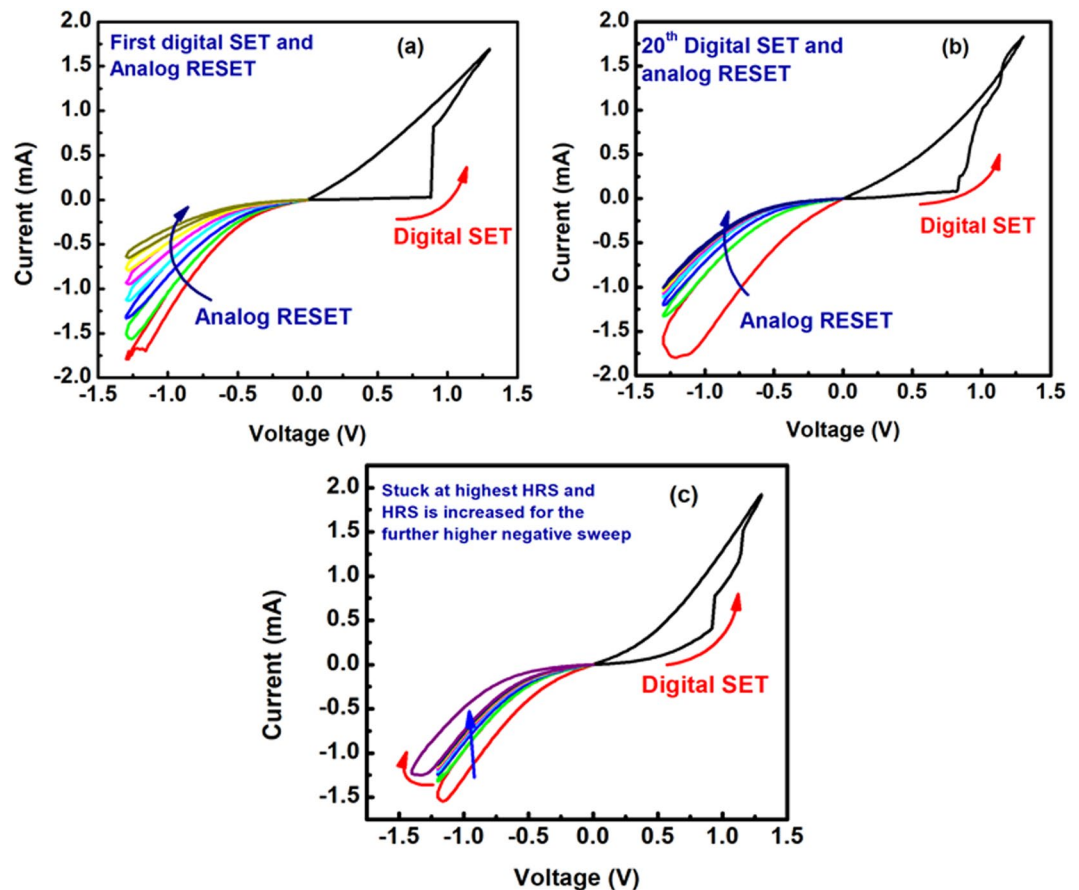 First digital SET and
Analog RESET
(a)
2.0
1.5
1.0
0.5
0.0
-0.5
-1.0
-1.5
-2.0
Current (mA)
Digital SET
Analog RESET
-1.5 -1.0 -0.5 0.0 0.5 1.0 1.5
Voltage (V)
20th Digital SET and
analog RESET
(b)
2.0
1.5
1.0
0.5
0.0
-0.5
-1.0
-1.5
-2.0
Current (mA)
Digital SET
Analog RESET
-1.5 -1.0 -0.5 0.0 0.5 1.0 1.5
Voltage (V)
Stuck at highest HRS and
HRS is increased for the
further higher negative sweep
(c)
2.0
1.5
1.0
0.5
0.0
-0.5
-1.0
-1.5
Current (mA)
Digital SET
-1.5 -1.0 -0.5 0.0 0.5 1.0 1.5
Voltage (V)